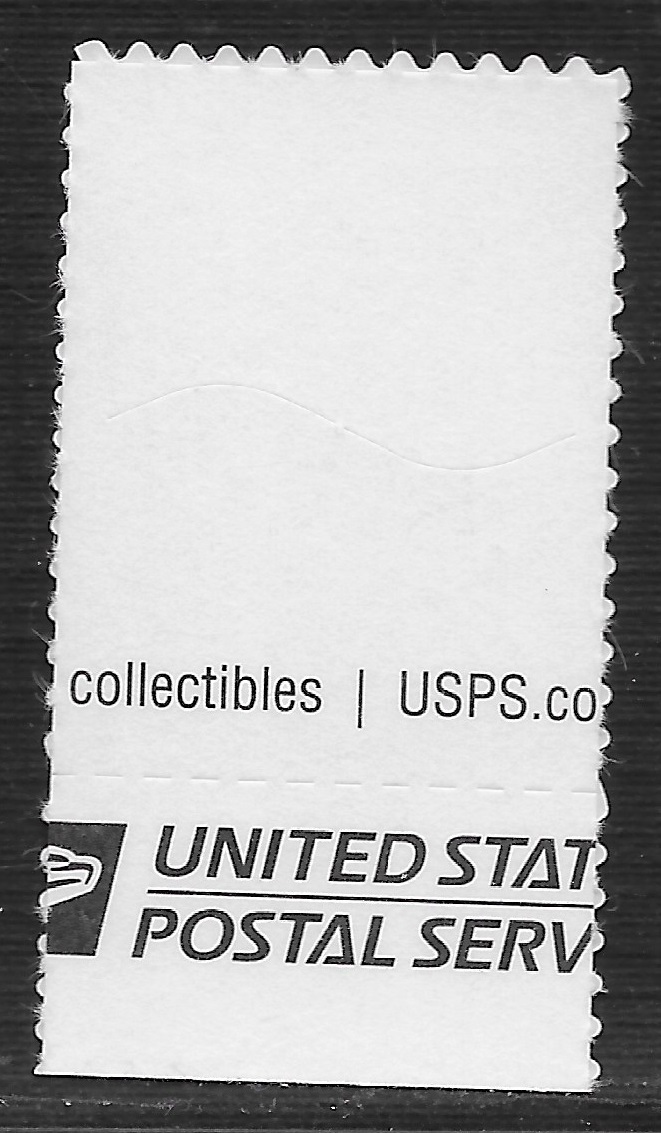 collectibles | USPS.co
UNITED STAT
POSTAL SERV